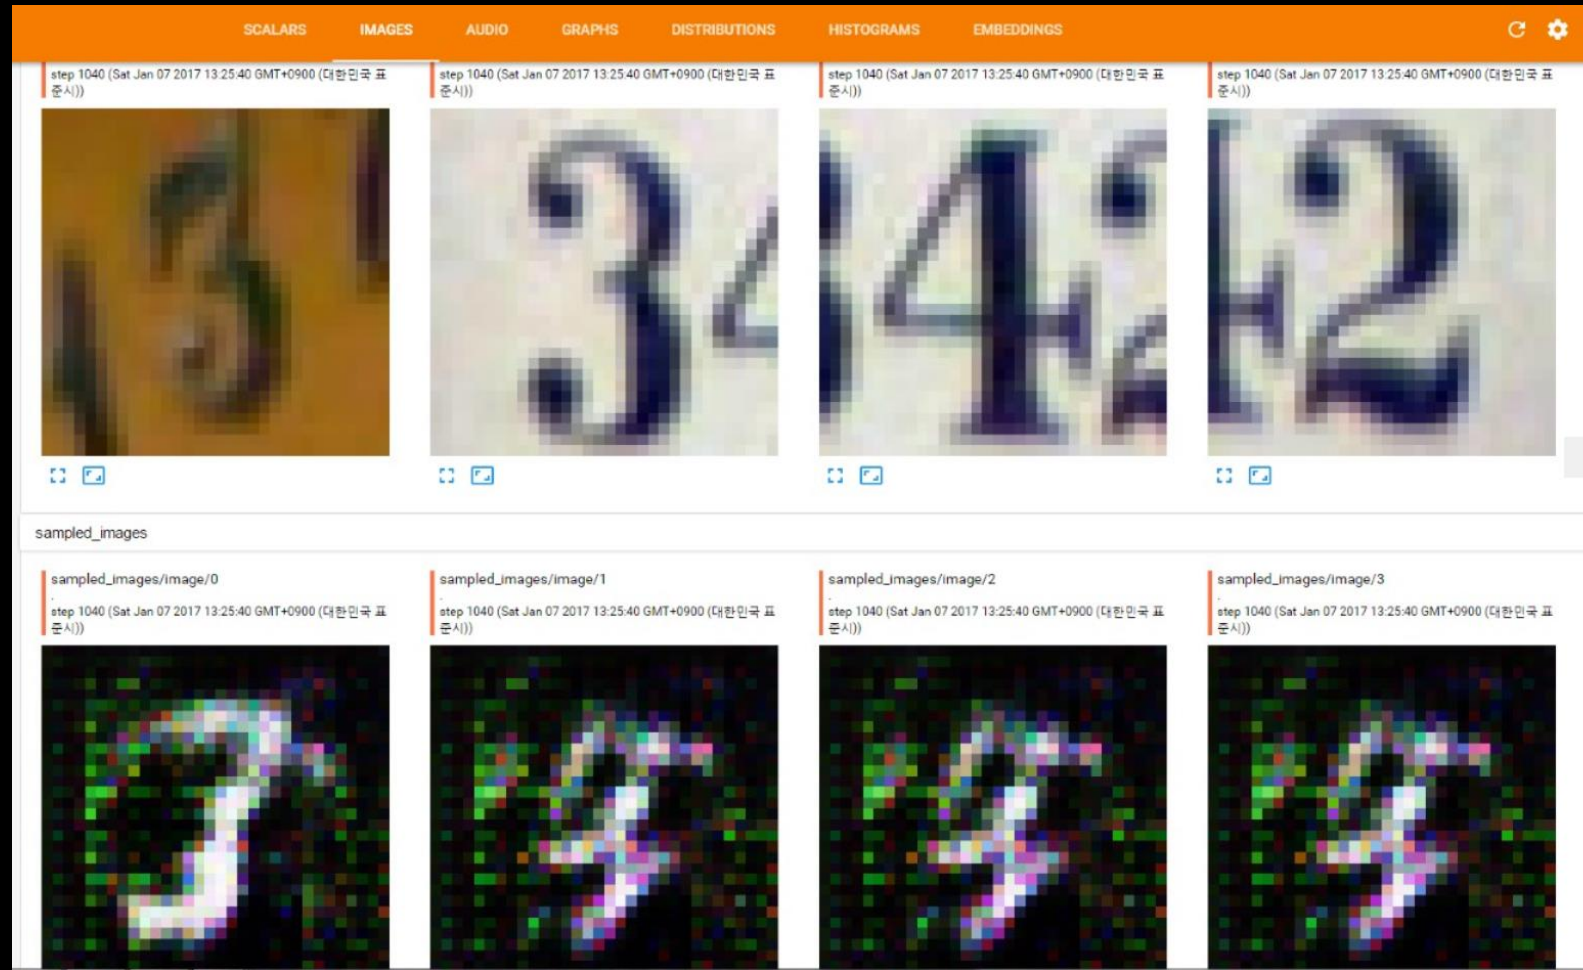 SCALARS IMAGES AUDIO GRAPHS DISTRIBUTIONS HISTOGRAMS EMBEDDINGS
step 1040 (Sat Jan 07 2017 13:25:40 GMT+0900 (대한민국 표
준시))
step 1040 (Sat Jan 07 2017 13:25:40 GMT+0900 (대한민국 표
준시))
step 1040 (Sat Jan 07 2017 13:25:40 GMT+0900 (대한민국 표
준시))
step 1040 (Sat Jan 07 2017 13:25:40 GMT+0900 (대한민국 표
준시))
3
3 4
4 2
4 2
sampled_images
sampled_images/image/0
.
step 1040 (Sat Jan 07 2017 13:25:40 GMT+0900 (대한민국 표
준시))
sampled_images/image/1
.
step 1040 (Sat Jan 07 2017 13:25:40 GMT+0900 (대한민국 표
준시))
sampled_images/image/2
.
step 1040 (Sat Jan 07 2017 13:25:40 GMT+0900 (대한민국 표
준시))
sampled_images/image/3
.
step 1040 (Sat Jan 07 2017 13:25:40 GMT+0900 (대한민국 표
준시))